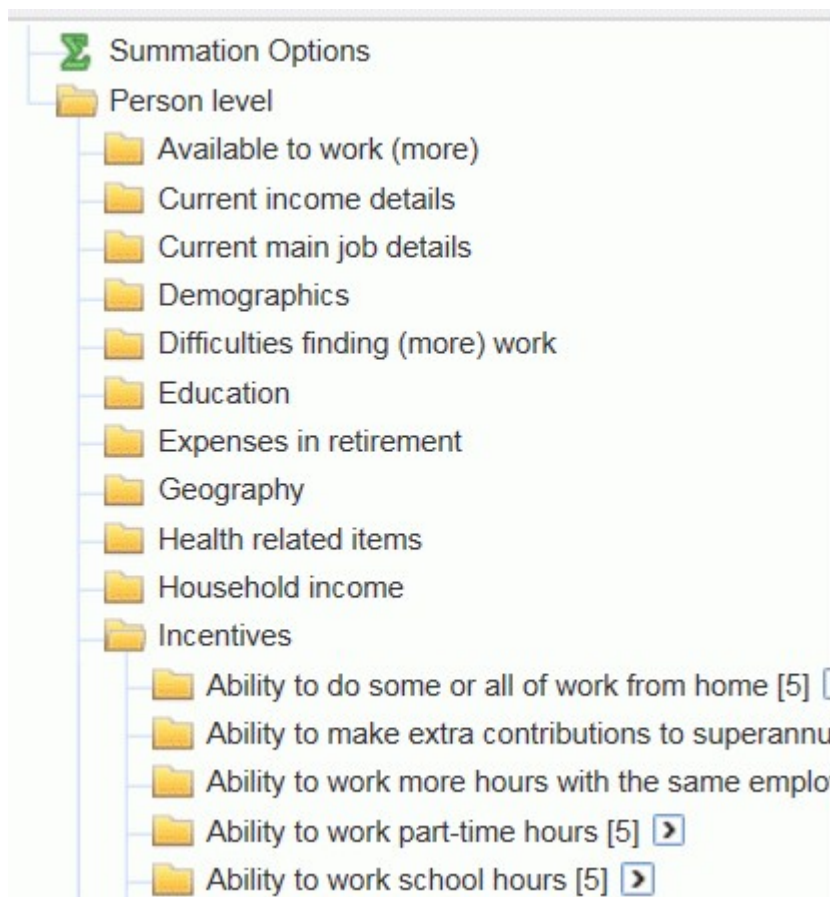 Summation Options
Person level
Available to work (more)
Current income details
Current main job details
Demographics
Difficulties finding (more) work
Education
Expenses in retirement
Geography
Health related items
Household income
Incentives
Ability to do some or all of work from home [5]
Ability to make extra contributions to superannu
Ability to work more hours with the same emplo
Ability to work part-time hours [5]
Ability to work school hours [5]